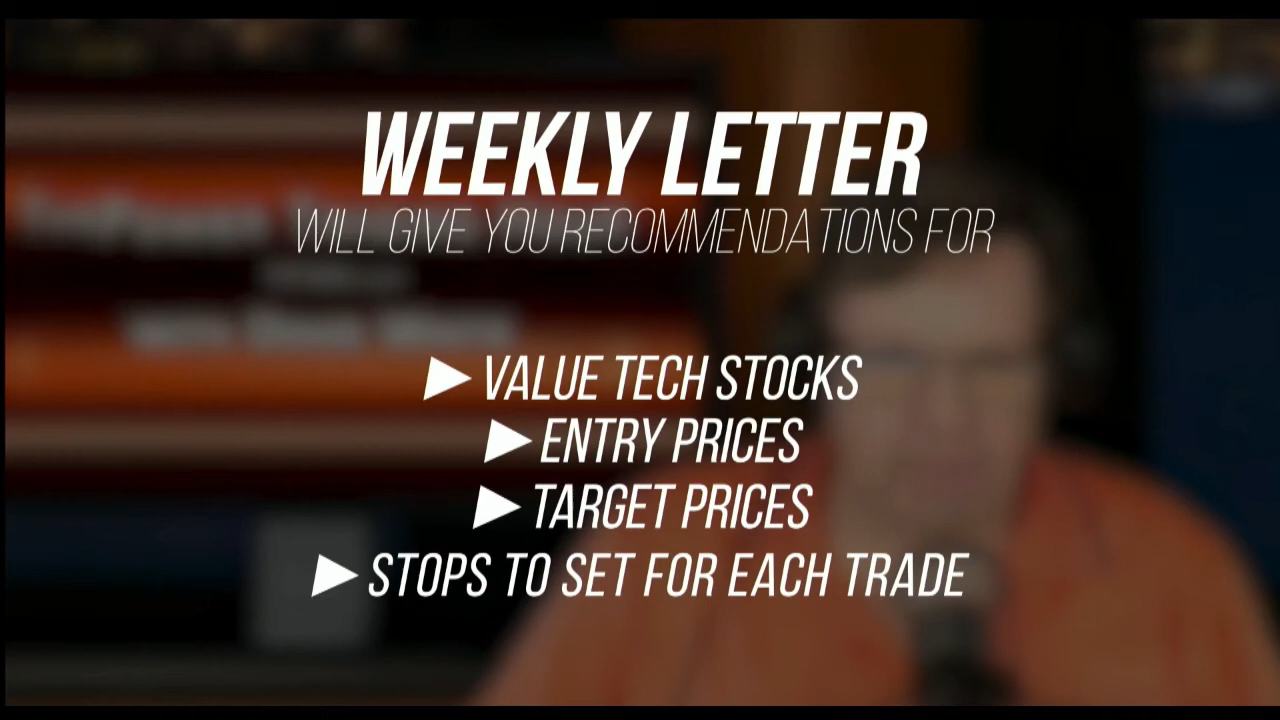 WEEKLY LETTER
WILL GIVE YOU RECOMMENDATIONS FOR
► VALUE TECH STOCKS
► ENTRY PRICES
► TARGET PRICES
► STOPS TO SET FOR EACH TRADE